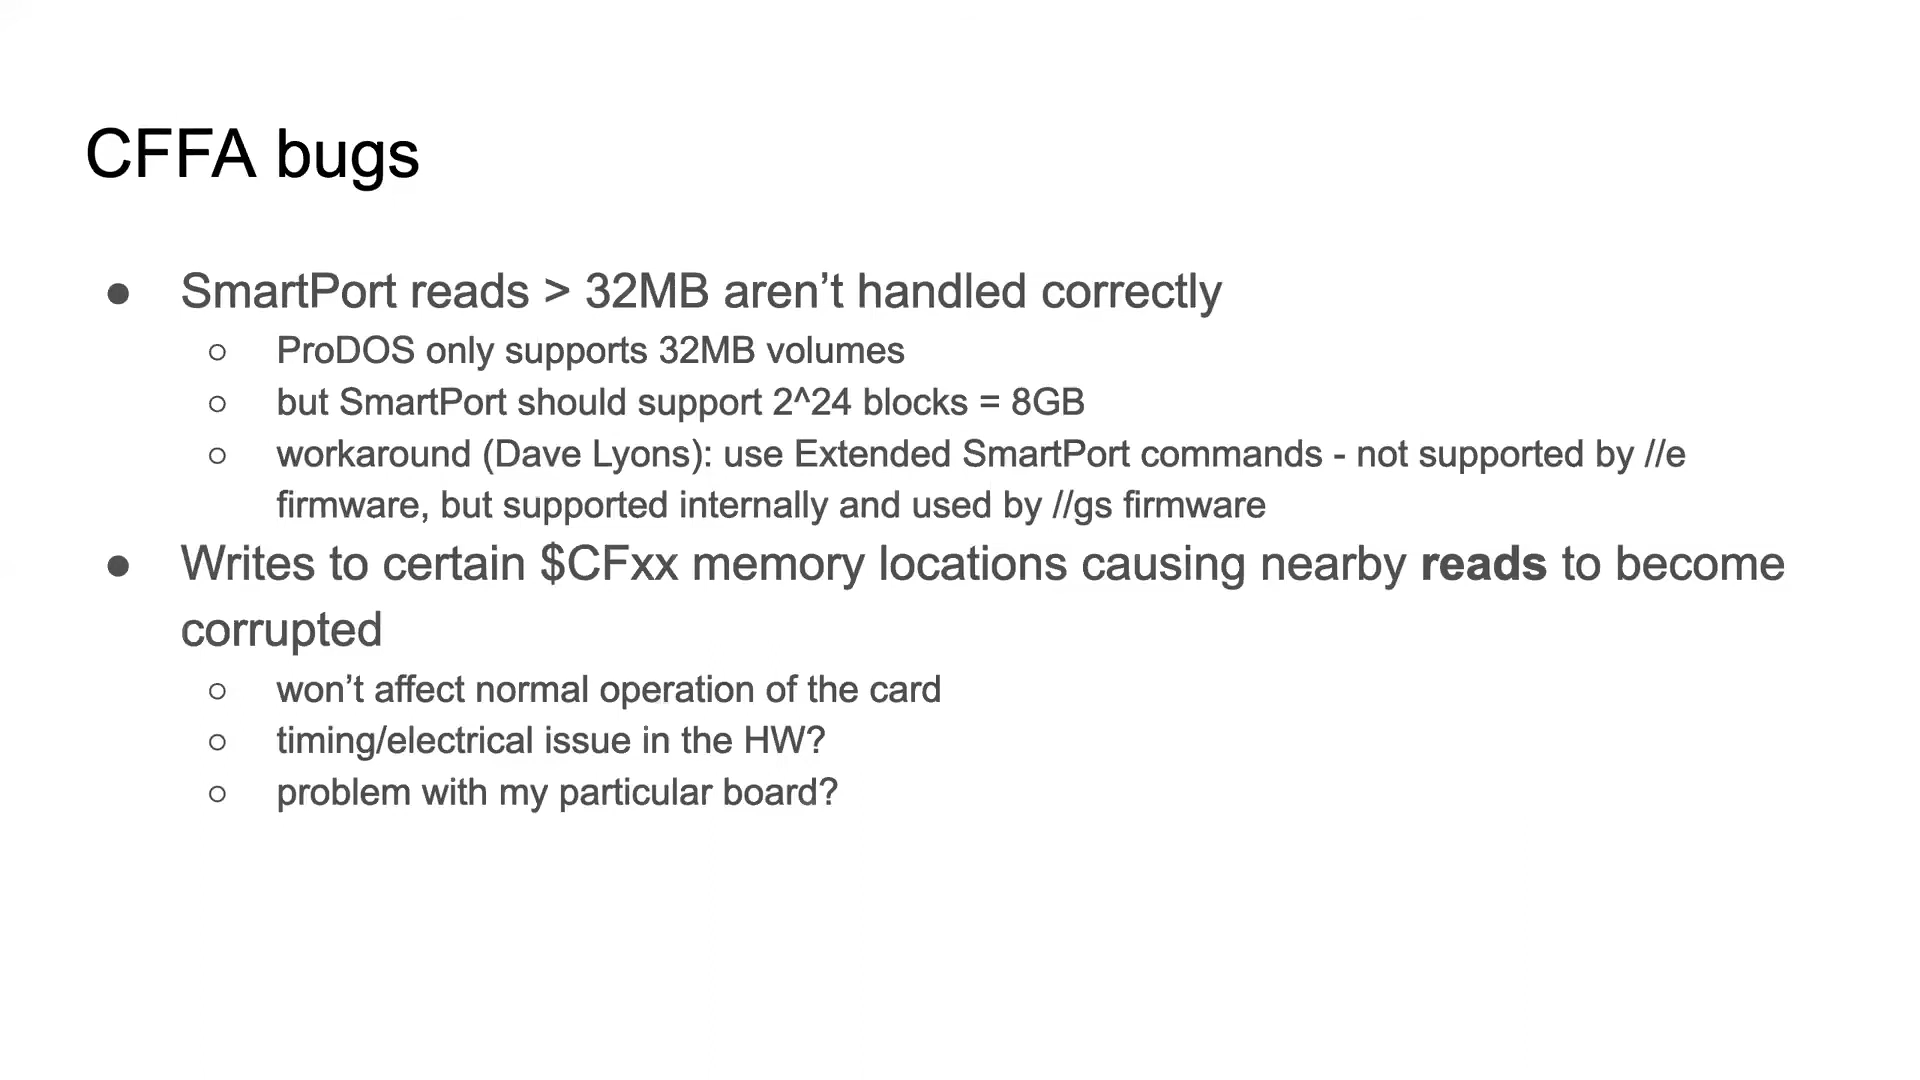 CFFA bugs
● SmartPort reads > 32MB aren’t handled correctly
○ ProDOS only supports 32MB volumes
○ but SmartPort should support 2^24 blocks = 8GB
○ workaround (Dave Lyons): use Extended SmartPort commands - not supported by //e
firmware, but supported internally and used by //gs firmware
● Writes to certain $CFxx memory locations causing nearby reads to become
corrupted
○ won’t affect normal operation of the card
○ timing/electrical issue in the HW?
○ problem with my particular board?